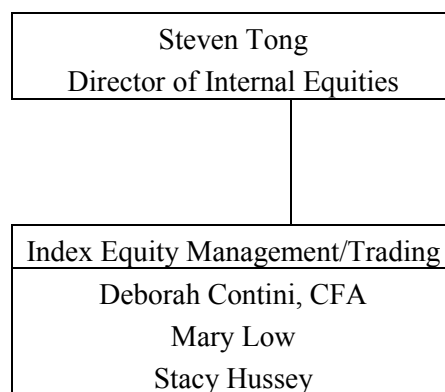 Steven Tong
Director of Internal Equities
Index Equity Management/Trading
Deborah Contini, CFA
Mary Low
Stacy Hussey